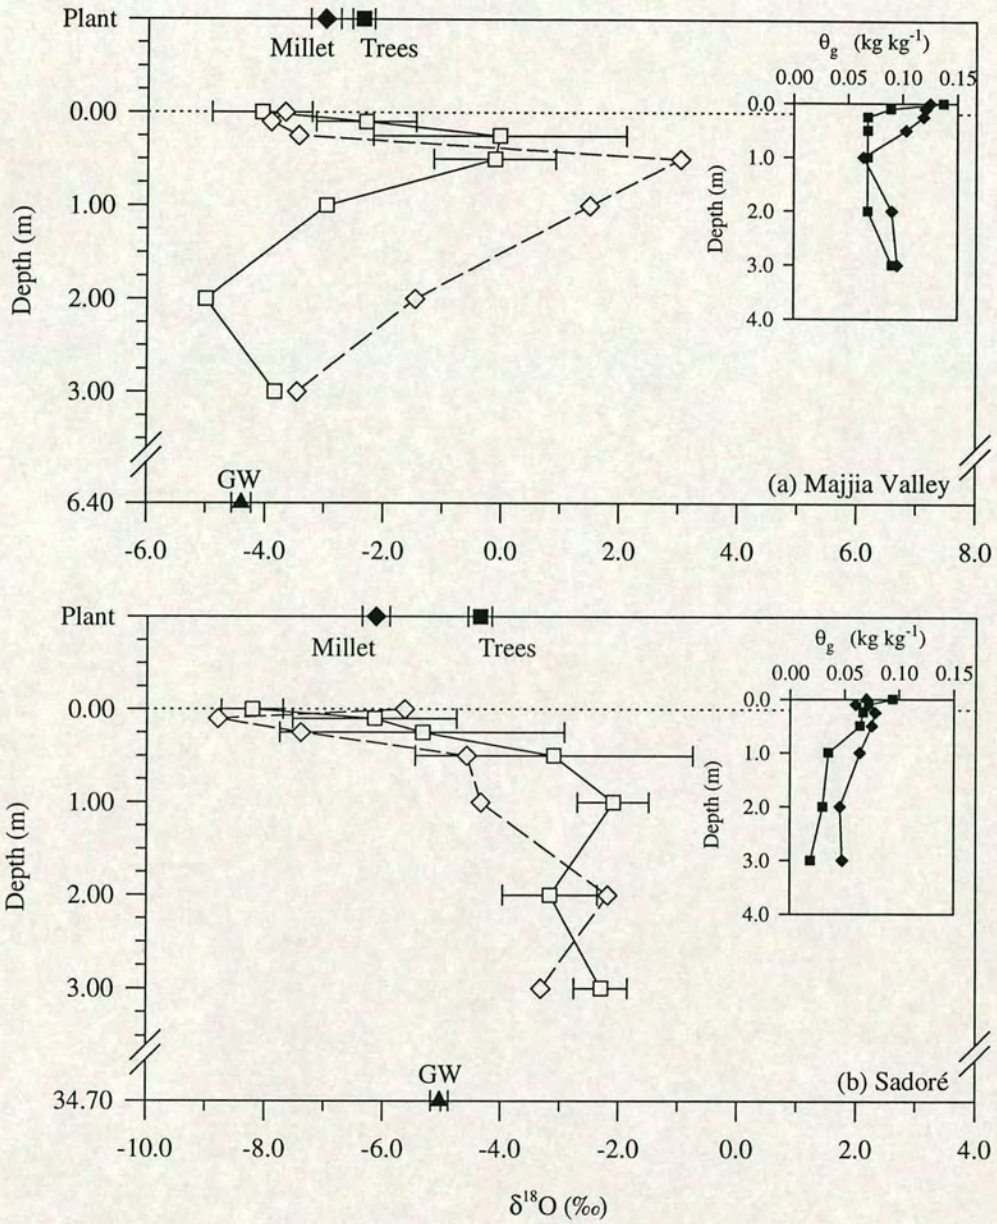 Plant
Millet Trees
θg (kg kg-1)
0.00 0.05 0.10 0.15
0.0
1.0
2.0
3.0
4.0
Depth (m)
0.00
1.00
2.00
3.00
6.40
Depth (m)
GW
(a) Majjia Valley
-6.0 -4.0 -2.0 0.0 2.0 4.0 6.0 8.0
Plant
Millet Trees
θg (kg kg-1)
0.00 0.05 0.10 0.15
0.0
1.0
2.0
3.0
4.0
Depth (m)
0.00
1.00
2.00
3.00
34.70
Depth (m)
GW
(b) Sadoré
-10.0 -8.0 -6.0 -4.0 -2.0 0.0 2.0 4.0
δ18O (‰)